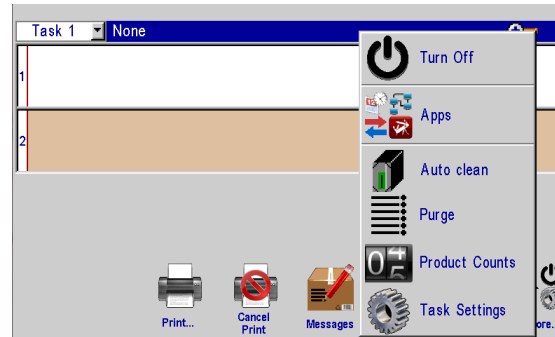 Task 1 None
1
2
Turn Off
Apps
Auto clean
Purge
Product Counts
Task Settings
Print...
Cancel
Print
Messages
ore.